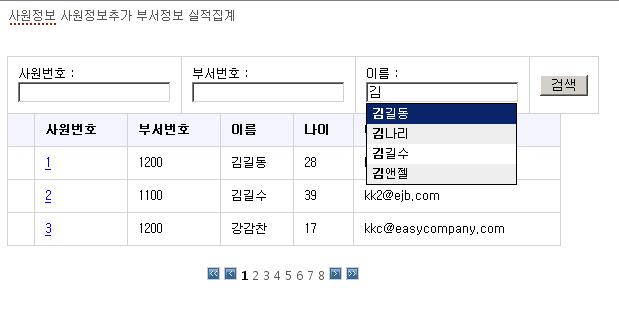 사원정보 사원정보추가 부서정보 실적집계
사원번호 : 부서번호 : 이름 : 검색
김
김길동
김나리
김길수
김앤젤
사원번호 부서번호 이름 나이
1 1200 김길동 28
2 1100 김길수 39 kk2@ejb.com
3 1200 강감찬 17 kkc@easycompany.com
<< < 1 2 3 4 5 6 7 8 > >>